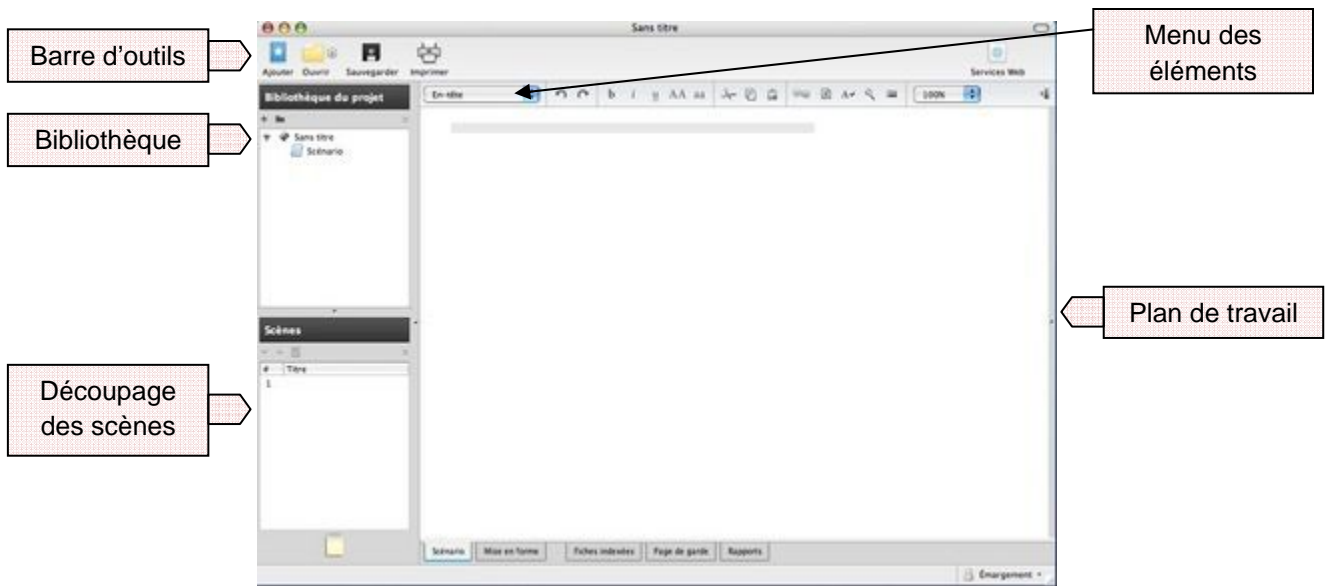 Sans titre
Menu des
éléments
Barre d’outils
Ajouter Ouvrir Sauvegarder Imprimer
Services Web
Bibliothèque du projet
En-tête
b i u AA aa
100%
Bibliothèque
Sans titre
Scénario
Plan de travail
Scènes
# Titre
1
Découpage
des scènes
Scénario Mise en forme Fiches indexées Page de garde Rapports
Émargement